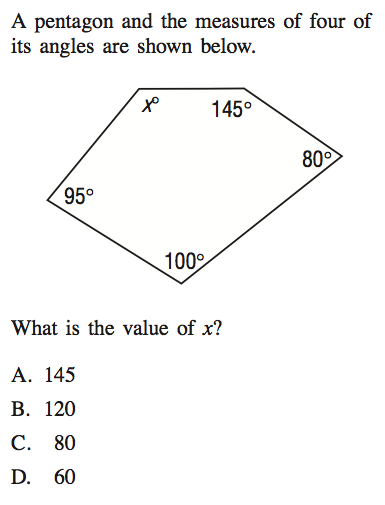 A pentagon and the measures of four of
its angles are shown below.
x° 145°
80°
95°
100°
What is the value of x?
A. 145
B. 120
C. 80
D. 60